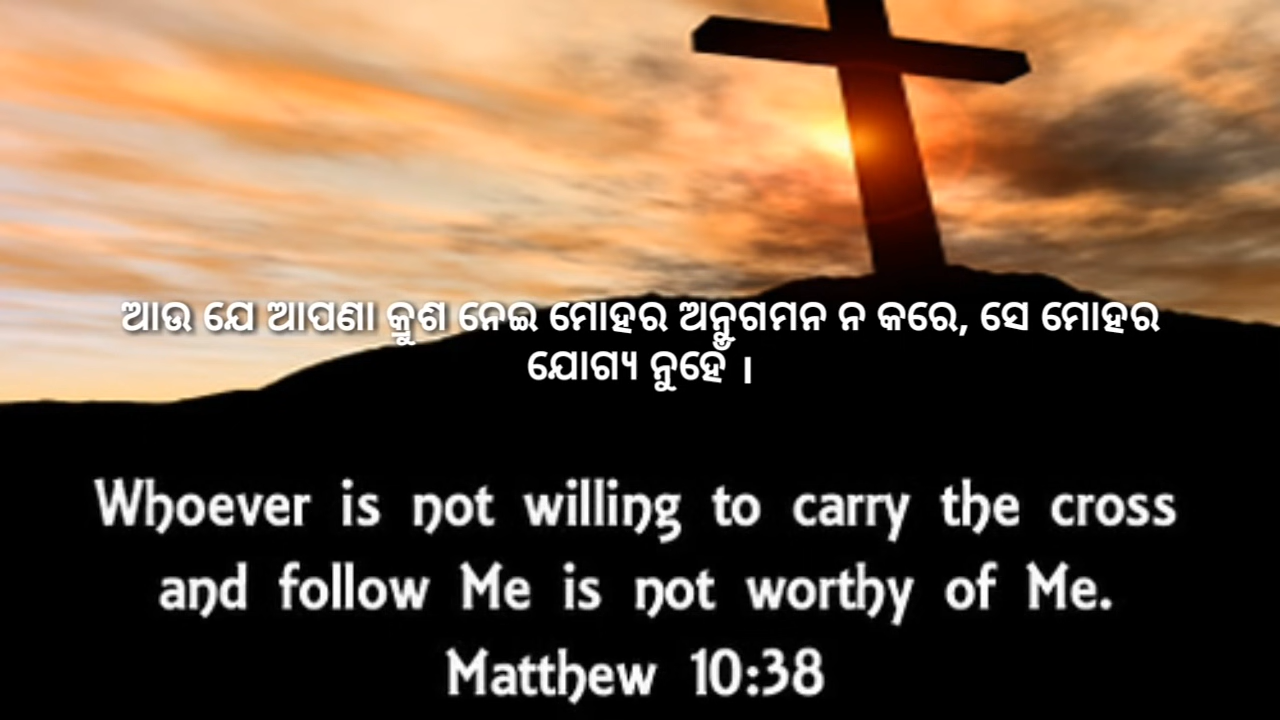 ଆଉ ଯେ ଆପଣା କ୍ରୁଶ ନେଇ ମୋହର ଅନୁଗମନ ନ କରେ, ସେ ମୋହର
ଯୋଗ୍ୟ ନୁହେଁ ।
Whoever is not willing to carry the cross
and follow Me is not worthy of Me.
Matthew 10:38